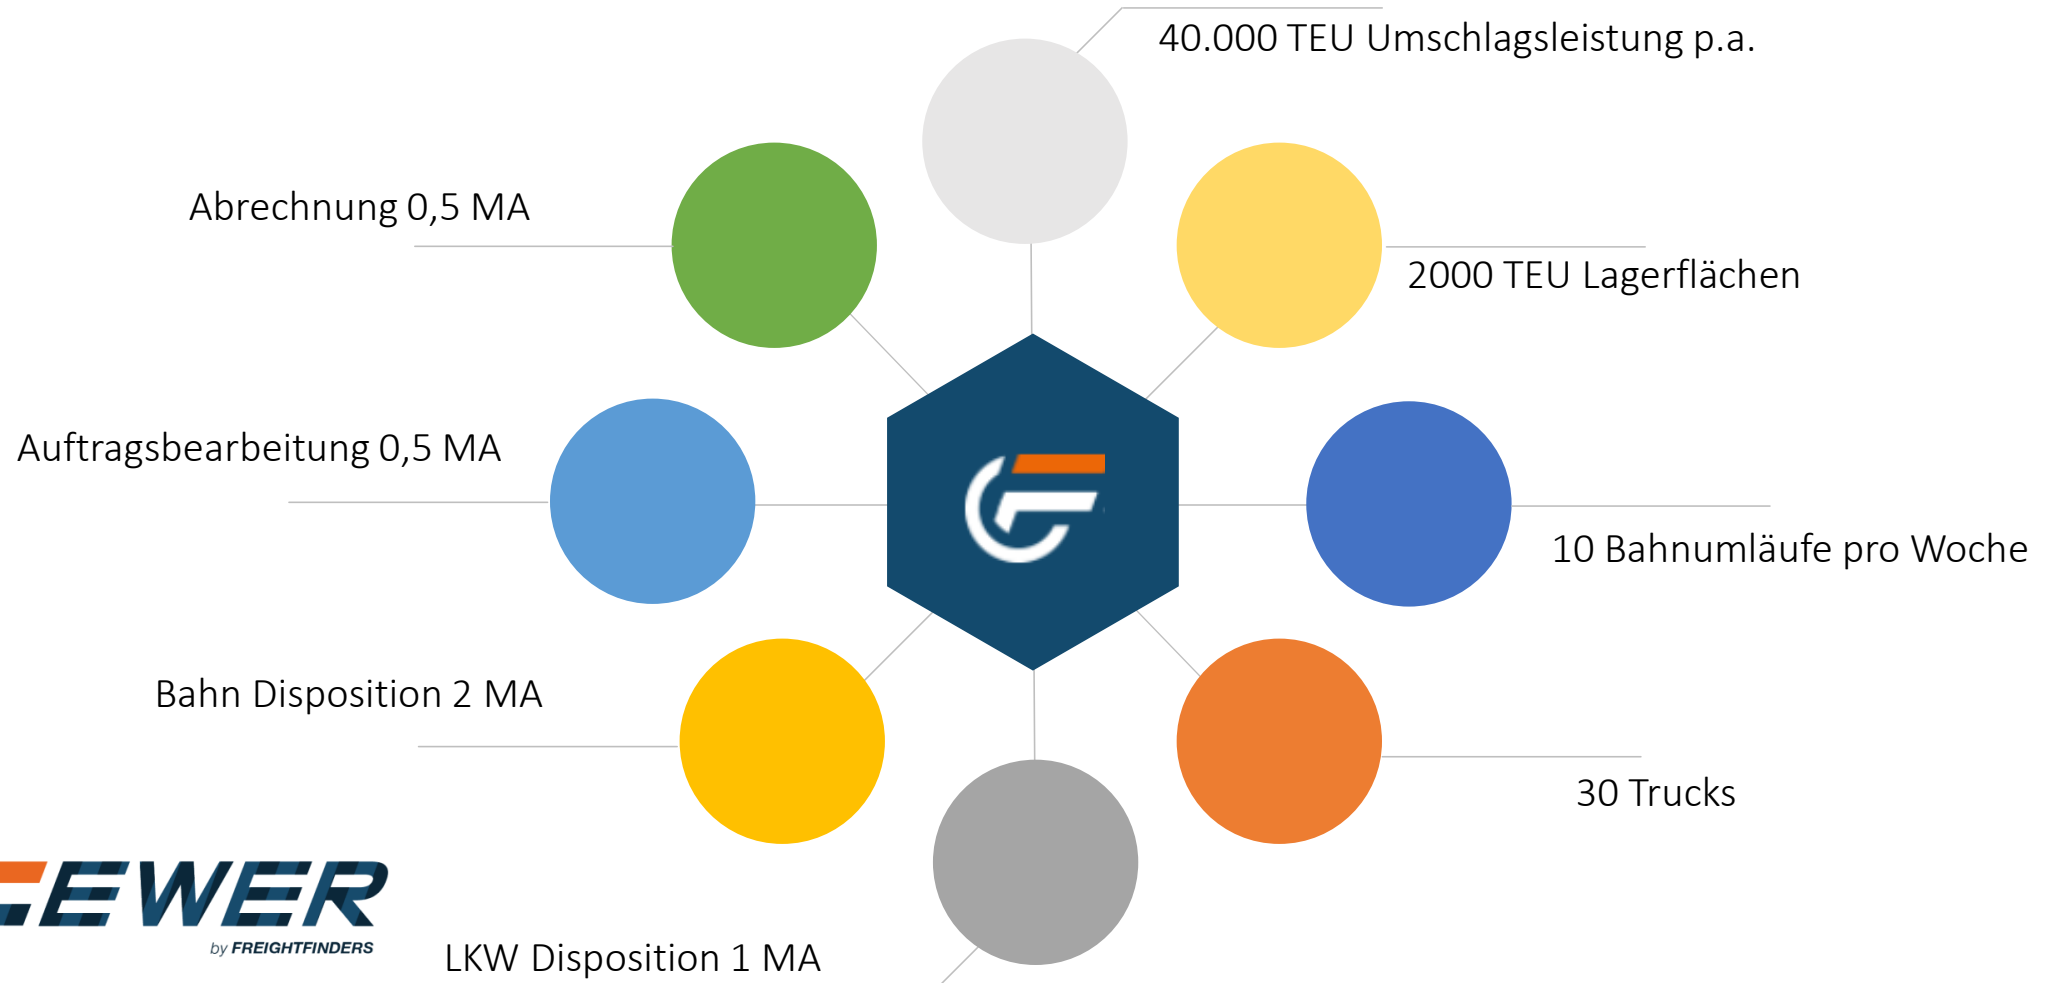 40.000 TEU Umschlagsleistung p.a.
Abrechnung 0,5 MA
2000 TEU Lagerflächen
Auftragsbearbeitung 0,5 MA
10 Bahnumläufe pro Woche
Bahn Disposition 2 MA
30 Trucks
FEWER
by FREIGHTFINDERS
LKW Disposition 1 MA